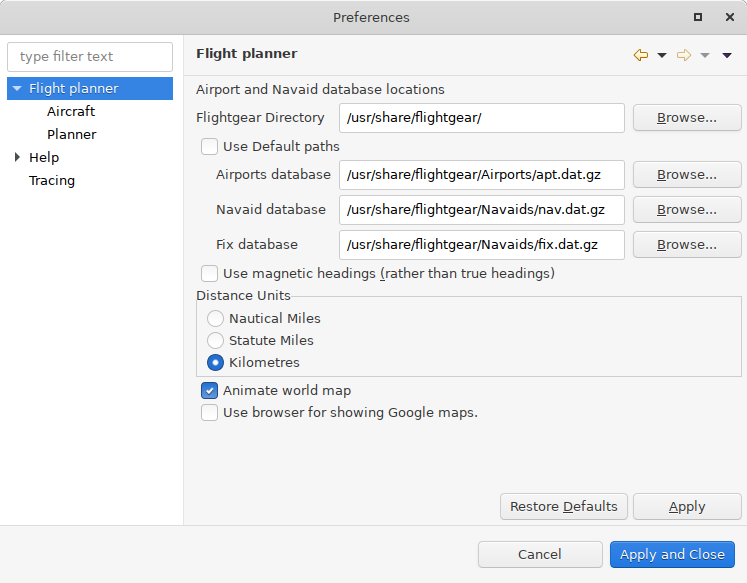 Preferences
type filter text
Flight planner
Aircraft
Planner
Help
Tracing
Flight planner
Airport and Navaid database locations
Flightgear Directory /usr/share/flightgear/ Browse...
Use Default paths
Airports database /usr/share/flightgear/Airports/apt.dat.gz Browse...
Navaid database /usr/share/flightgear/Navaids/nav.dat.gz Browse...
Fix database /usr/share/flightgear/Navaids/fix.dat.gz Browse...
Use magnetic headings (rather than true headings)
Distance Units
Nautical Miles
Statute Miles
Kilometres
Animate world map
Use browser for showing Google maps.
Restore Defaults Apply
Cancel Apply and Close